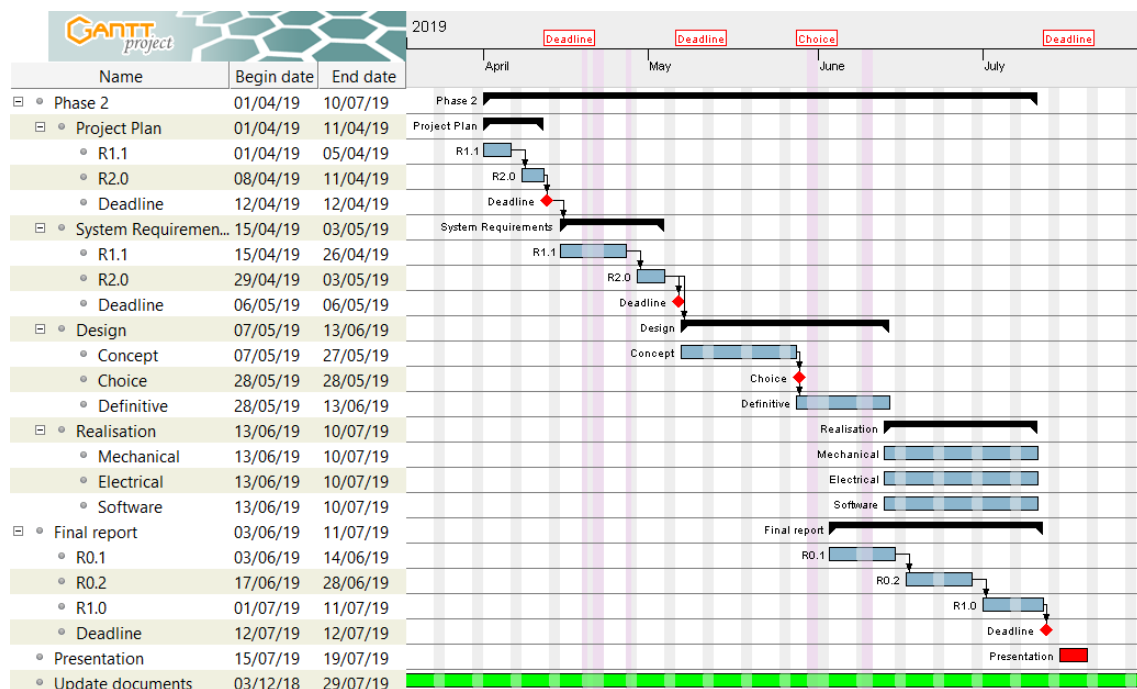 GANTT
project
2019
Deadline Deadline Choice Deadline
April May June July
Name Begin date End date
Phase 2 01/04/19 10/07/19 Phase 2
Project Plan 01/04/19 11/04/19 Project Plan
R1.1 01/04/19 05/04/19 R1.1
R2.0 08/04/19 11/04/19 R2.0
Deadline 12/04/19 12/04/19 Deadline
System Requiremen... 15/04/19 03/05/19 System Requirements
R1.1 15/04/19 26/04/19 R1.1
R2.0 29/04/19 03/05/19 R2.0
Deadline 06/05/19 06/05/19 Deadline
Design 07/05/19 13/06/19 Design
Concept 07/05/19 27/05/19 Concept
Choice 28/05/19 28/05/19 Choice
Definitive 28/05/19 13/06/19 Definitive
Realisation 13/06/19 10/07/19 Realisation
Mechanical 13/06/19 10/07/19 Mechanical
Electrical 13/06/19 10/07/19 Electrical
Software 13/06/19 10/07/19 Software
Final report 03/06/19 11/07/19 Final report
R0.1 03/06/19 14/06/19 R0.1
R0.2 17/06/19 28/06/19 R0.2
R1.0 01/07/19 11/07/19 R1.0
Deadline 12/07/19 12/07/19 Deadline
Presentation 15/07/19 19/07/19 Presentation
Update documents 03/12/18 29/07/19